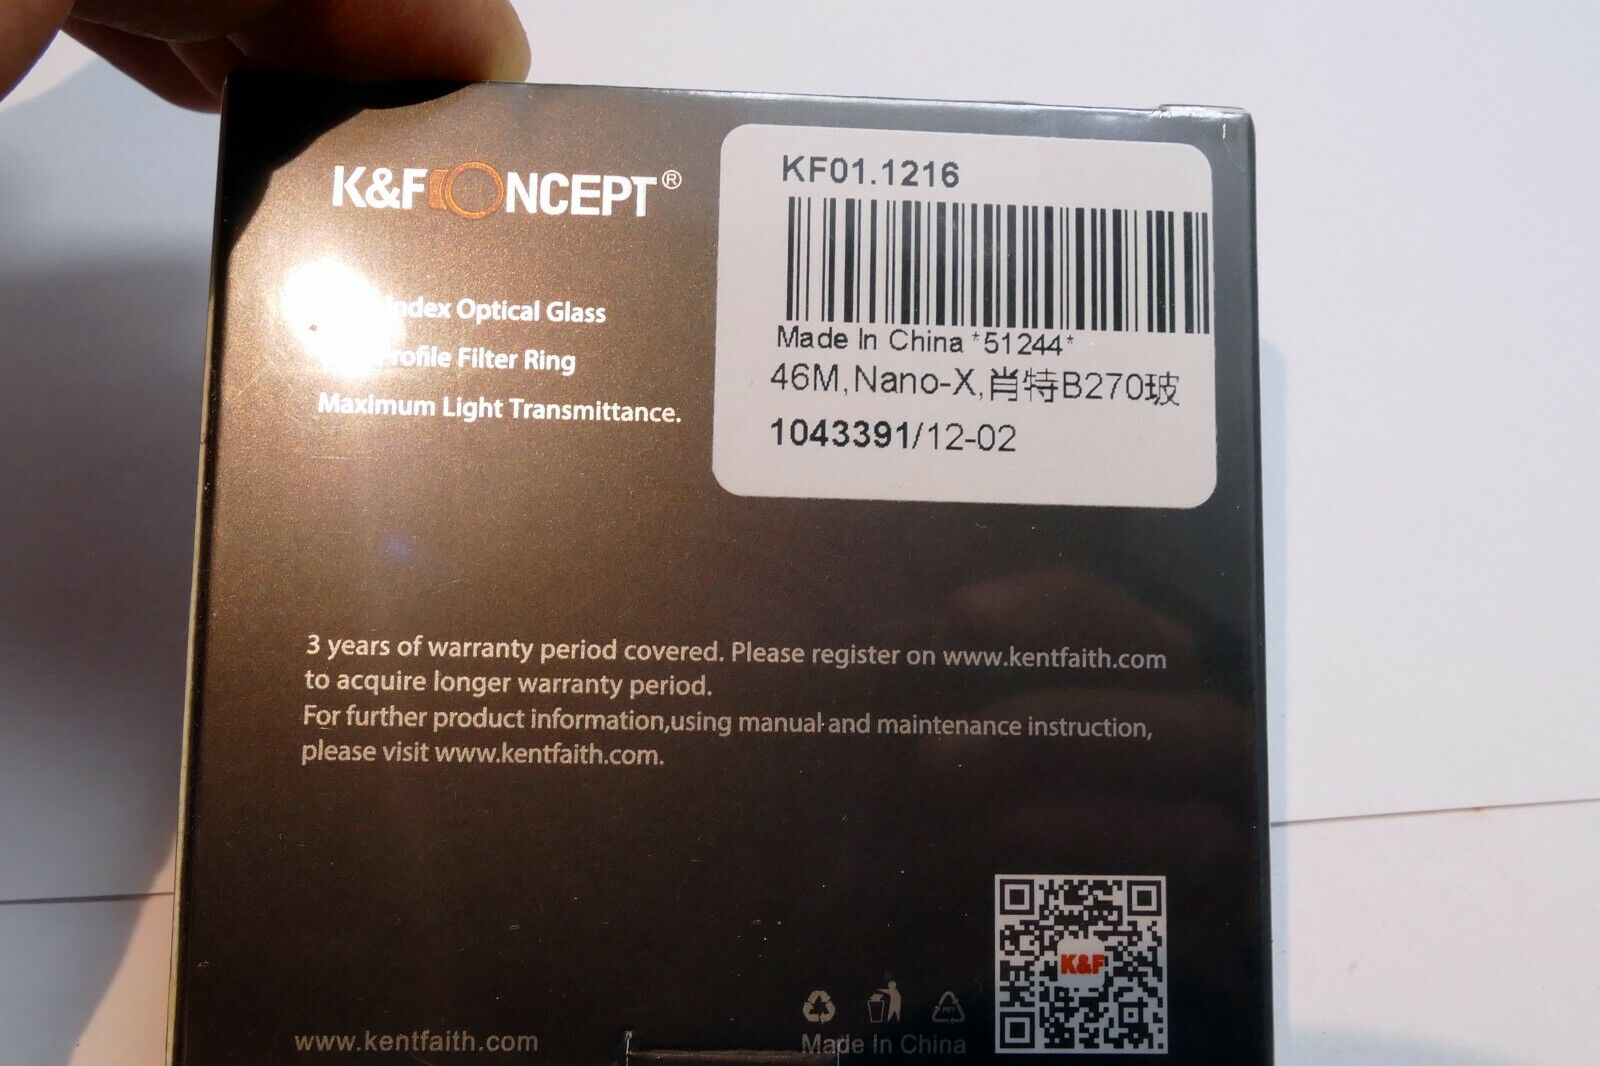 K&F CONCEPT®
Index Optical Glass
Filter Ring
Maximum Light Transmittance.
KF01.1216
Made In China *51244*
46M,Nano-X,肖特B270玻
1043391/12-02
3 years of warranty period covered. Please register on www.kentfaith.com
to acquire longer warranty period.
For further product information,using manual and maintenance instruction,
please visit www.kentfaith.com.
K&F
PET
www.kentfaith.com
Made In China